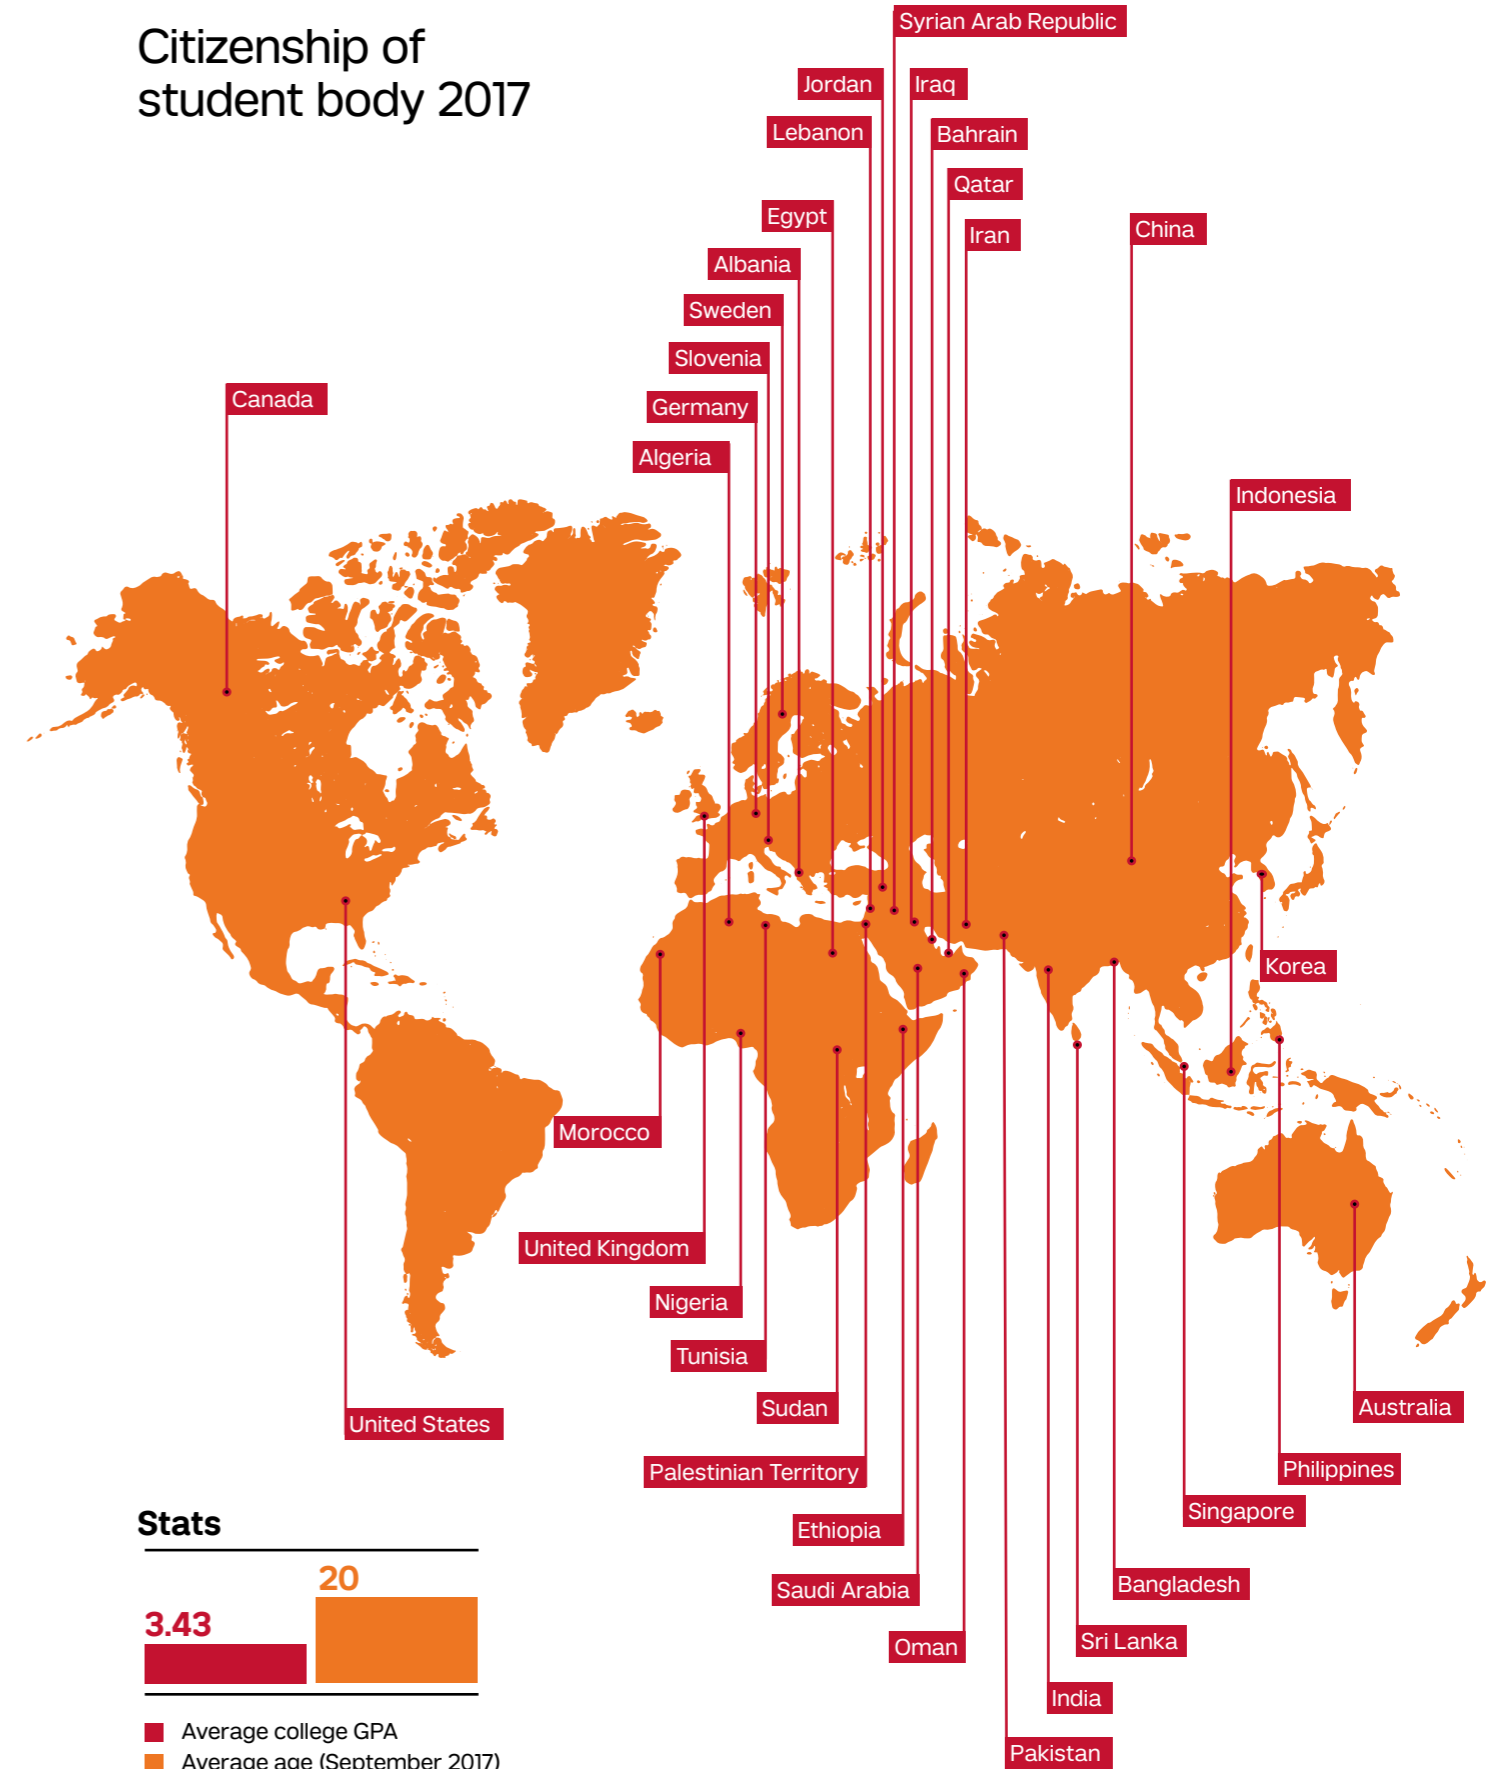 Citizenship of
student body 2017
Syrian Arab Republic
Jordan
Iraq
Lebanon
Bahrain
Qatar
Egypt
Iran
China
Albania
Sweden
Slovenia
Canada
Germany
Algeria
Indonesia
Korea
Morocco
United Kingdom
Nigeria
Tunisia
Sudan
Australia
United States
Palestinian Territory
Philippines
Singapore
Ethiopia
Saudi Arabia
Bangladesh
Oman
Sri Lanka
India
Pakistan
Stats
20
3.43
Average college GPA
Average age (September 2017)